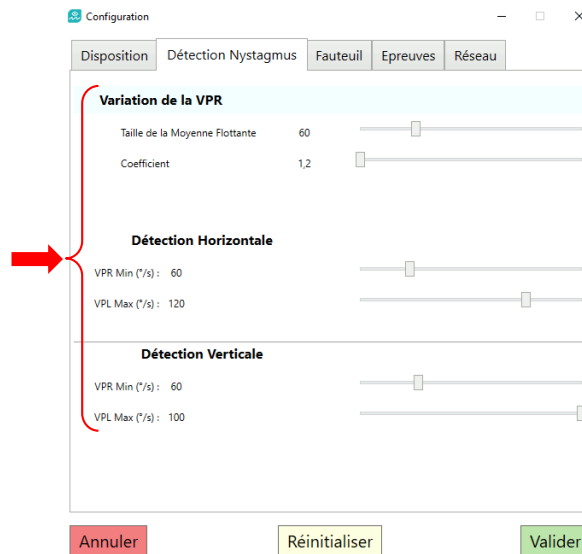 Configuration
Disposition Détection Nystagmus Fauteuil Epreuves Réseau
Variation de la VPR
Taille de la Moyenne Flottante 60
Coefficient 1,2
Détection Horizontale
VPR Min (°/s) : 60
VPL Max (°/s) : 120
Détection Verticale
VPR Min (°/s) : 60
VPL Max (°/s) : 100
Annuler Réinitialiser Valider